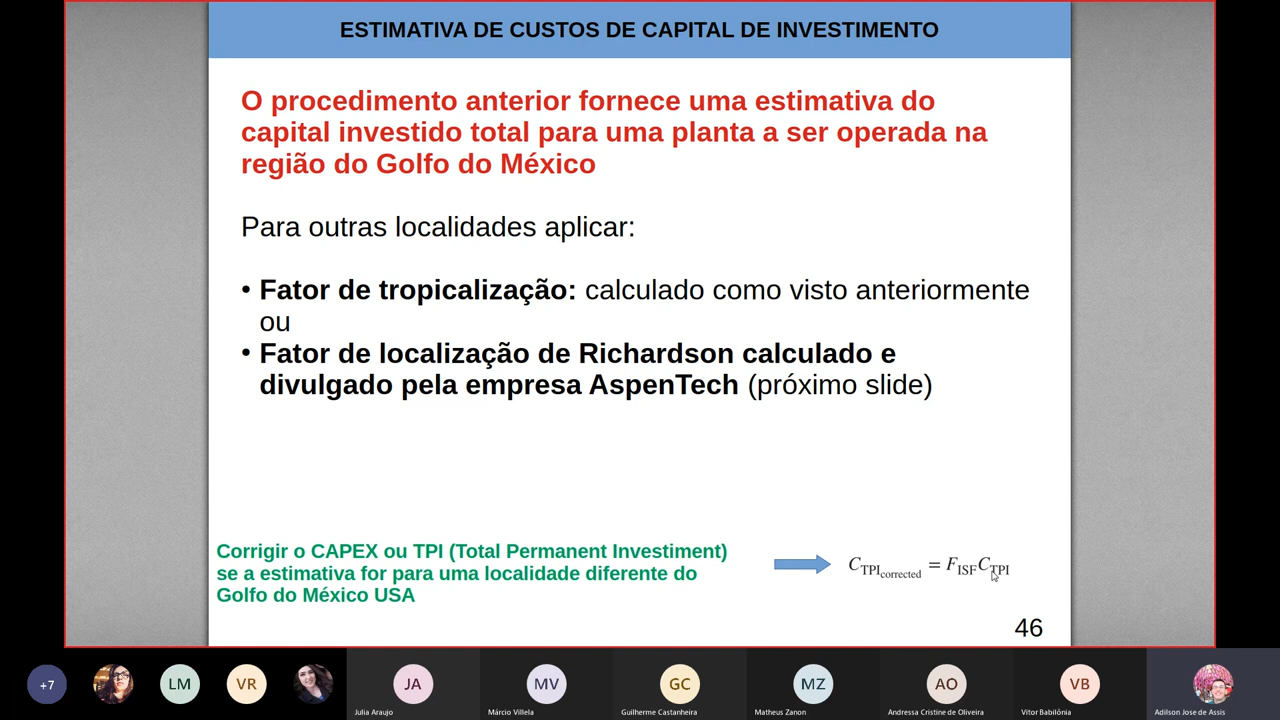 ESTIMATIVA DE CUSTOS DE CAPITAL DE INVESTIMENTO
O procedimento anterior fornece uma estimativa do
capital investido total para uma planta a ser operada na
região do Golfo do México
Para outras localidades aplicar:
• Fator de tropicalização: calculado como visto anteriormente
ou
• Fator de localização de Richardson calculado e
divulgado pela empresa AspenTech (próximo slide)
Corrigir o CAPEX ou TPI (Total Permanent Investiment)
se a estimativa for para uma localidade diferente do
Golfo do México USA
C_TPI_corrected = F_ISF C_TPI
46
+7
LM
VR
JA
MV
GC
MZ
AO
VB
Julia Araujo
Márcio Villela
Guilherme Castanheira
Matheus Zanon
Andressa Cristine de Oliveira
Vitor Babilônia
Adilson Jose de Assis